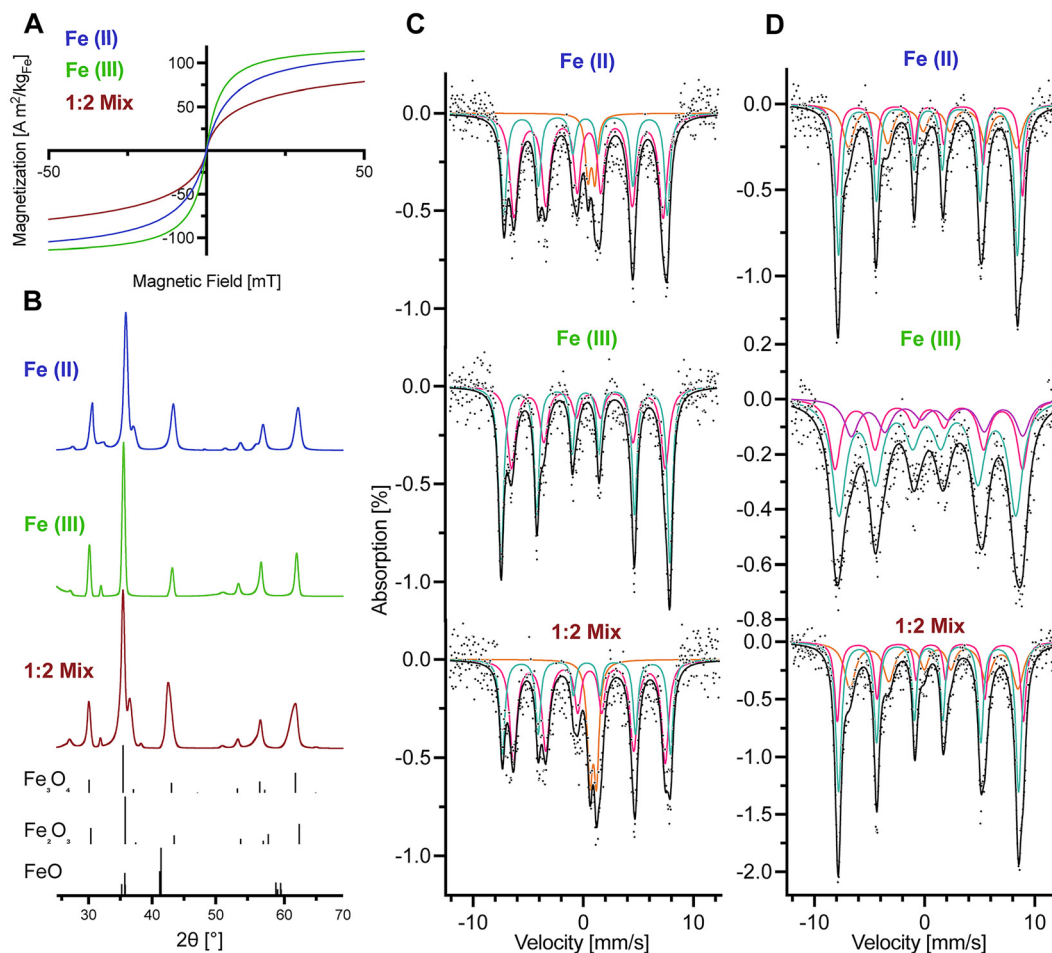 A
Fe (II)
Fe (III)
1:2 Mix
Magnetization [A m²/kgFe]
100
50
-50
50
-50
-100
Magnetic Field [mT]
B
Fe (II)
Fe (III)
1:2 Mix
Fe₃O₄
Fe₂O₃
FeO
30
40
50
60
70
2θ [°]
C
Fe (II)
0.0
-0.5
-1.0
Fe (III)
0.0
-0.5
-1.0
1:2 Mix
0.0
-0.5
-1.0
Absorption [%]
-10
0
10
Velocity [mm/s]
D
Fe (II)
0.0
-0.5
-1.0
0.2
Fe (III)
0.0
-0.2
-0.4
-0.6
-0.8
1:2 Mix
0.0
-0.5
-1.0
-2.0
-10
0
10
Velocity [mm/s]